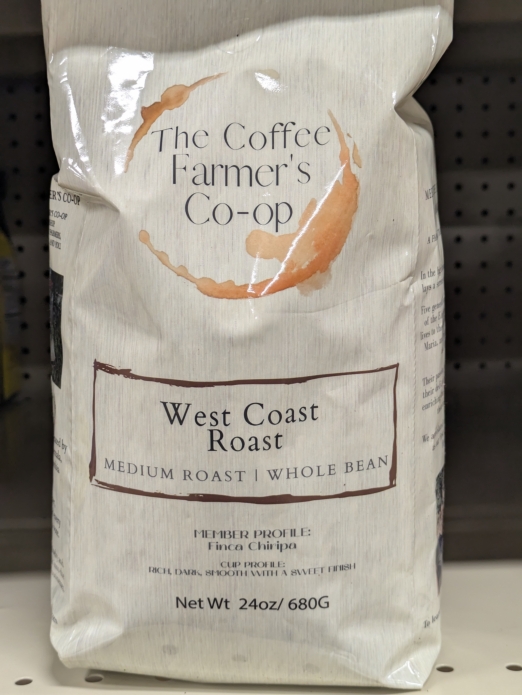 The Coffee
Farmer's
Co-op
West Coast
Roast
MEDIUM ROAST | WHOLE BEAN
MEMBER PROFILE:
Finca Chiripa
CUP PROFILE:
RICH, DARK, SMOOTH WITH A SWEET FINISH
Net Wt 24oz/ 680G